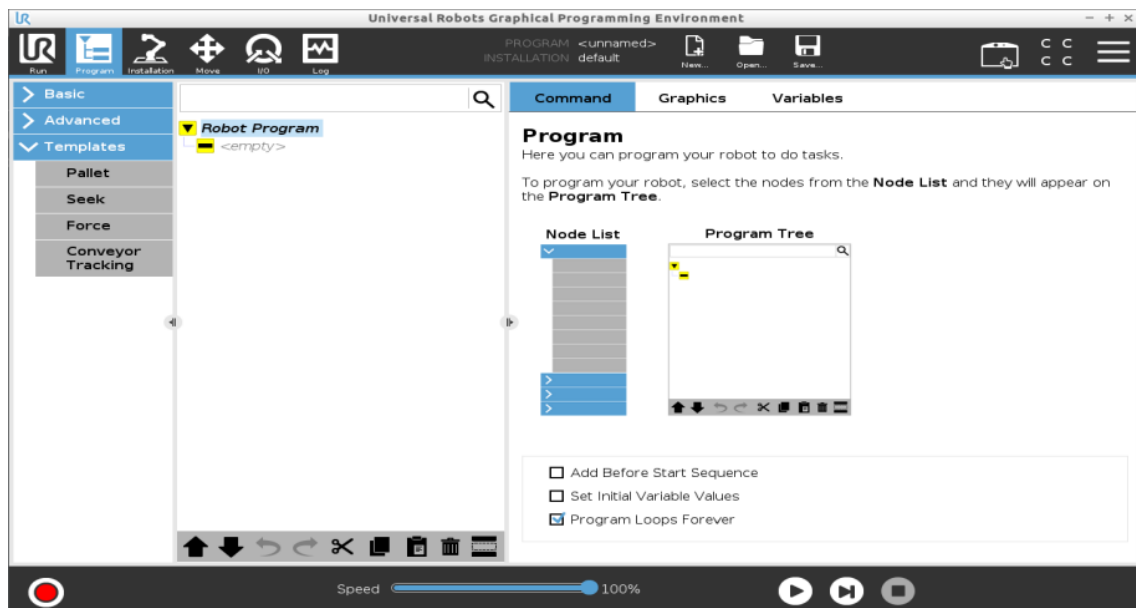 Universal Robots Graphical Programming Environment
UR
Run
Program
Installation
Move
I/O
Log
PROGRAM <unnamed>
INSTALLATION default
New...
Open...
Save...
C C
C C
Basic
Advanced
Templates
Pallet
Seek
Force
Conveyor
Tracking
Robot Program
<empty>
Command
Graphics
Variables
Program
Here you can program your robot to do tasks.
To program your robot, select the nodes from the Node List and they will appear on
the Program Tree.
Node List
Program Tree
Add Before Start Sequence
Set Initial Variable Values
Program Loops Forever
Speed
100%